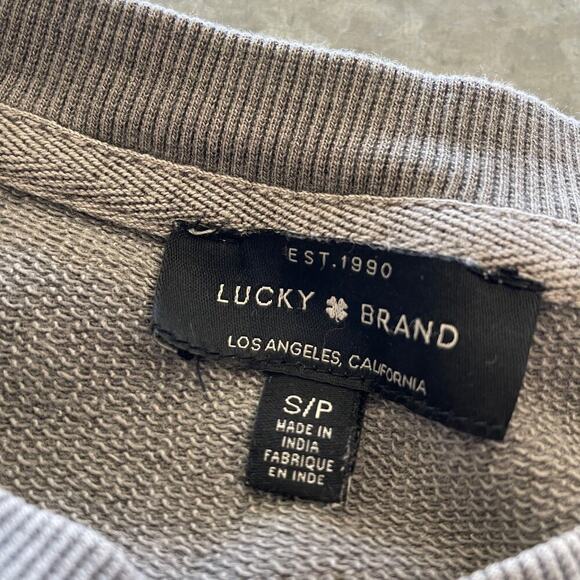 EST.1990
LUCKY BRAND
LOS ANGELES, CALIFORNIA
S/P
MADE IN
INDIA
FABRIQUE
EN INDE